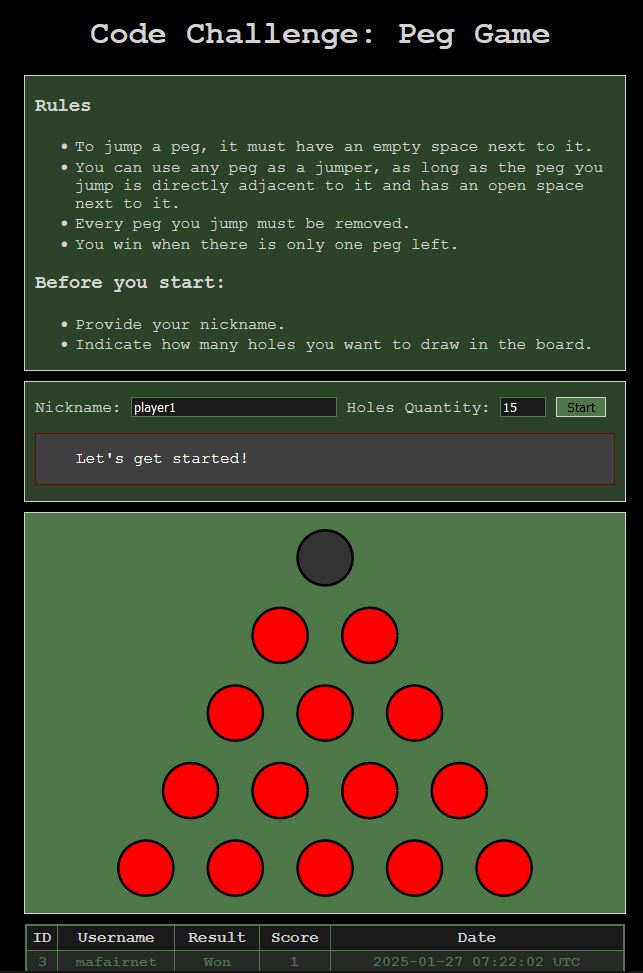 Code Challenge: Peg Game
Rules
• To jump a peg, it must have an empty space next to it.
• You can use any peg as a jumper, as long as the peg you
jump is directly adjacent to it and has an open space
next to it.
• Every peg you jump must be removed.
• You win when there is only one peg left.
Before you start:
• Provide your nickname.
• Indicate how many holes you want to draw in the board.
Nickname: player1 Holes Quantity: 15 Start
Let's get started!
ID Username Result Score Date
3 mafairnet Won 1 2025-01-27 07:22:02 UTC